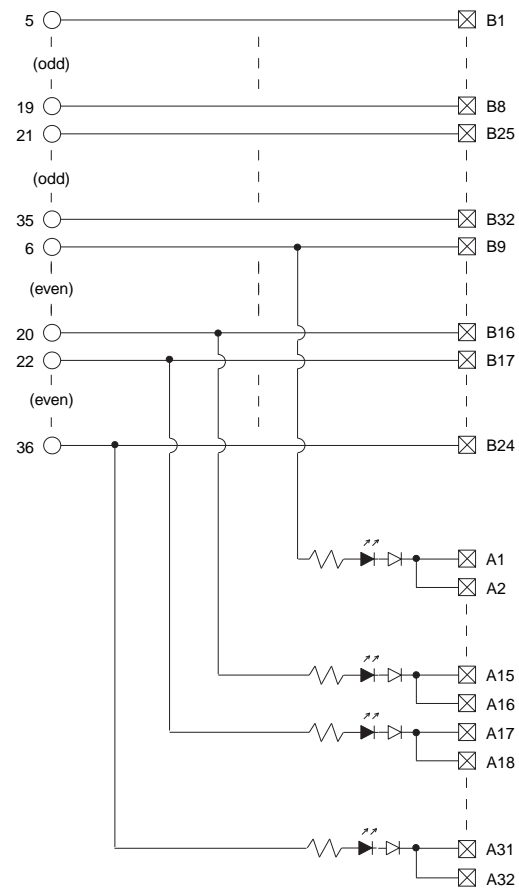 5 B1
(odd)
19 B8
21 B25
(odd)
35 B32
6 B9
(even)
20 B16
22 B17
(even)
36 B24
A1
A2
A15
A16
A17
A18
A31
A32